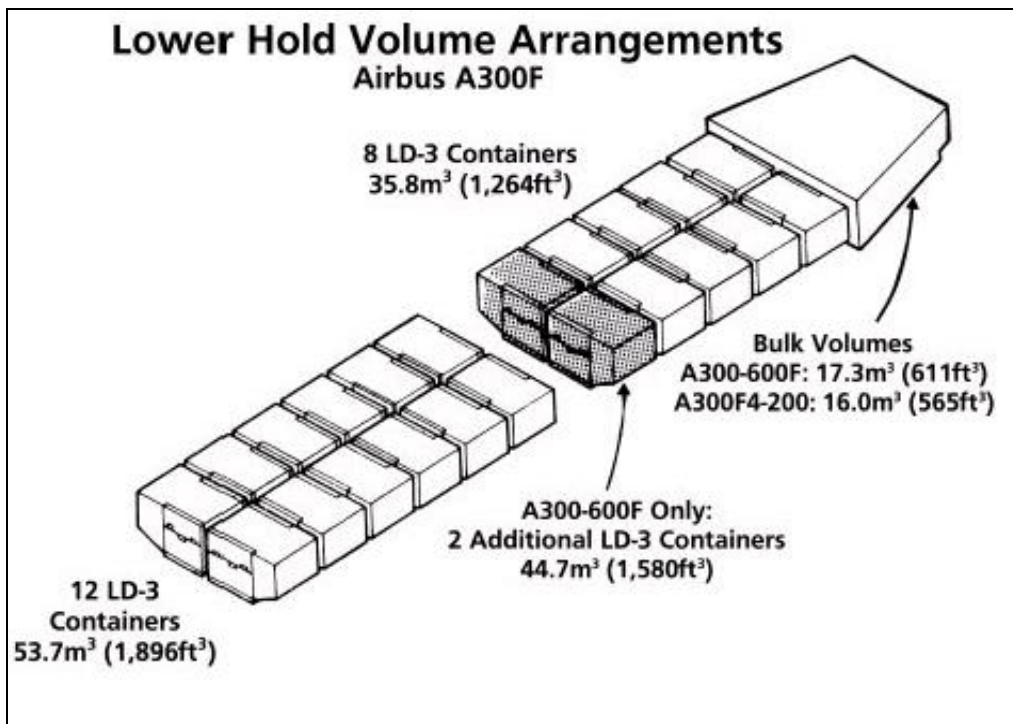 Lower Hold Volume Arrangements
Airbus A300F
8 LD-3 Containers
35.8m³ (1,264ft³)
Bulk Volumes
A300-600F: 17.3m³ (611ft³)
A300F4-200: 16.0m³ (565ft³)
A300-600F Only:
2 Additional LD-3 Containers
44.7m³ (1,580ft³)
12 LD-3
Containers
53.7m³ (1,896ft³)